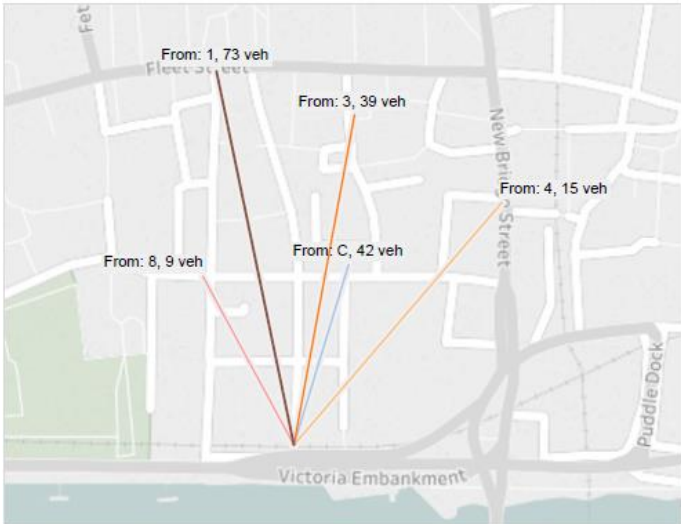 Fet
From: 1, 73 veh
Fleet Street
From: 3, 39 veh
New Bridge Street
From: 4, 15 veh
From: C, 42 veh
From: 8, 9 veh
Puddle Dock
Victoria Embankment